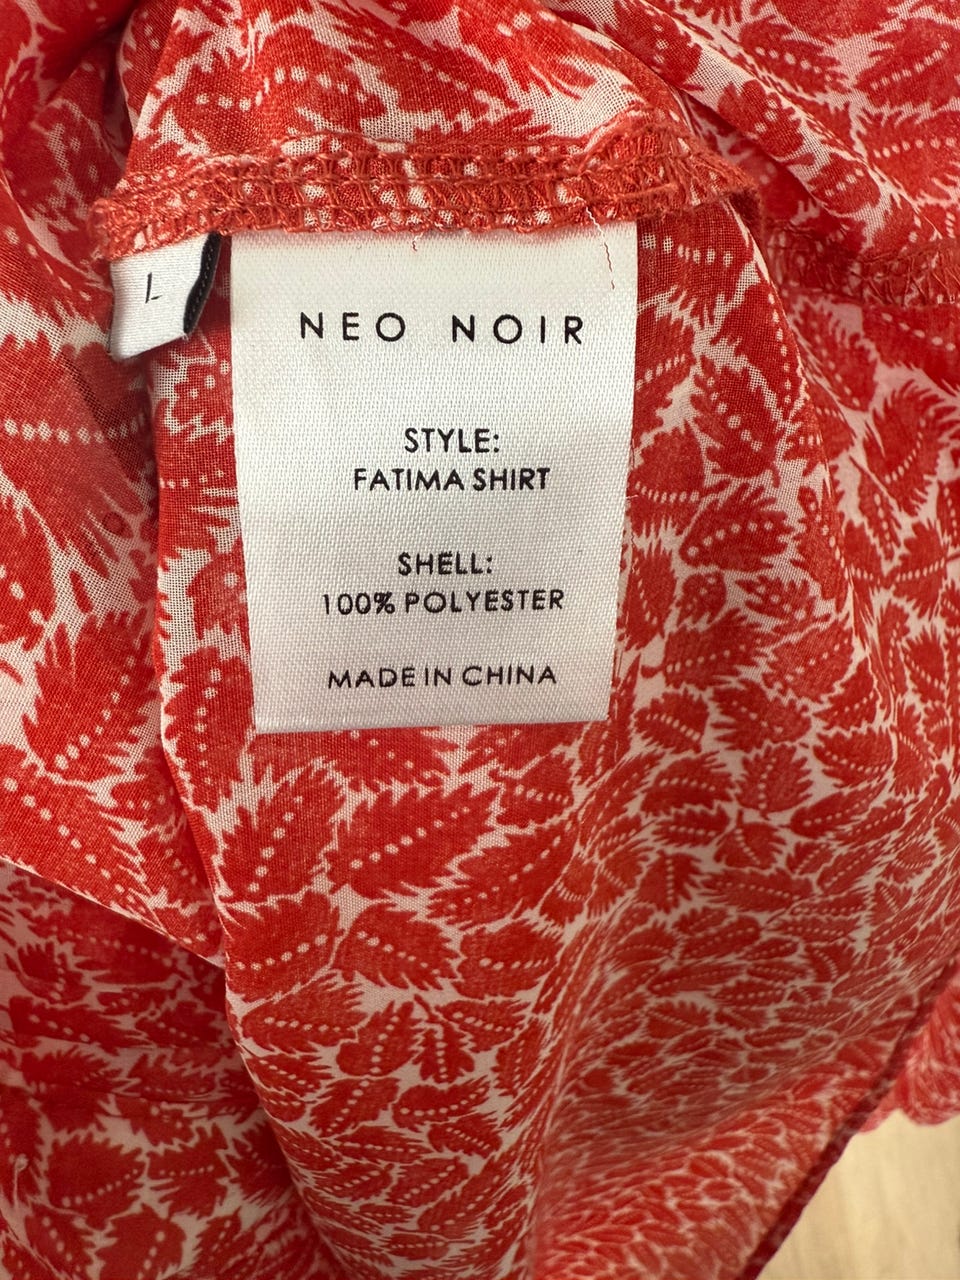 L
NEO NOIR
STYLE:
FATIMA SHIRT
SHELL:
100% POLYESTER
MADE IN CHINA